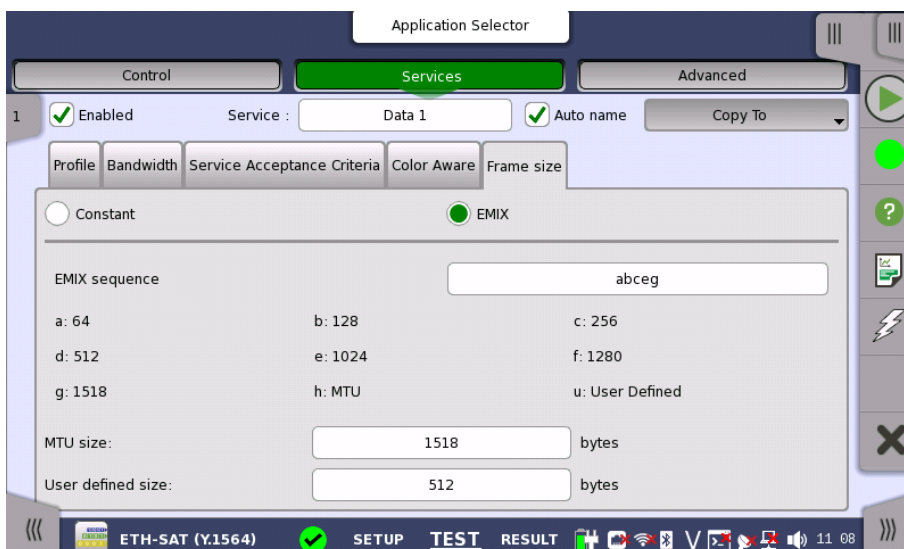 Application Selector
Control Services Advanced
1 Enabled Service : Data 1 Auto name Copy To
Profile Bandwidth Service Acceptance Criteria Color Aware Frame size
Constant EMIX
EMIX sequence abceg
a: 64 b: 128 c: 256
d: 512 e: 1024 f: 1280
g: 1518 h: MTU u: User Defined
MTU size: 1518 bytes
User defined size: 512 bytes
ETH-SAT (Y.1564) SETUP TEST RESULT V 11 08